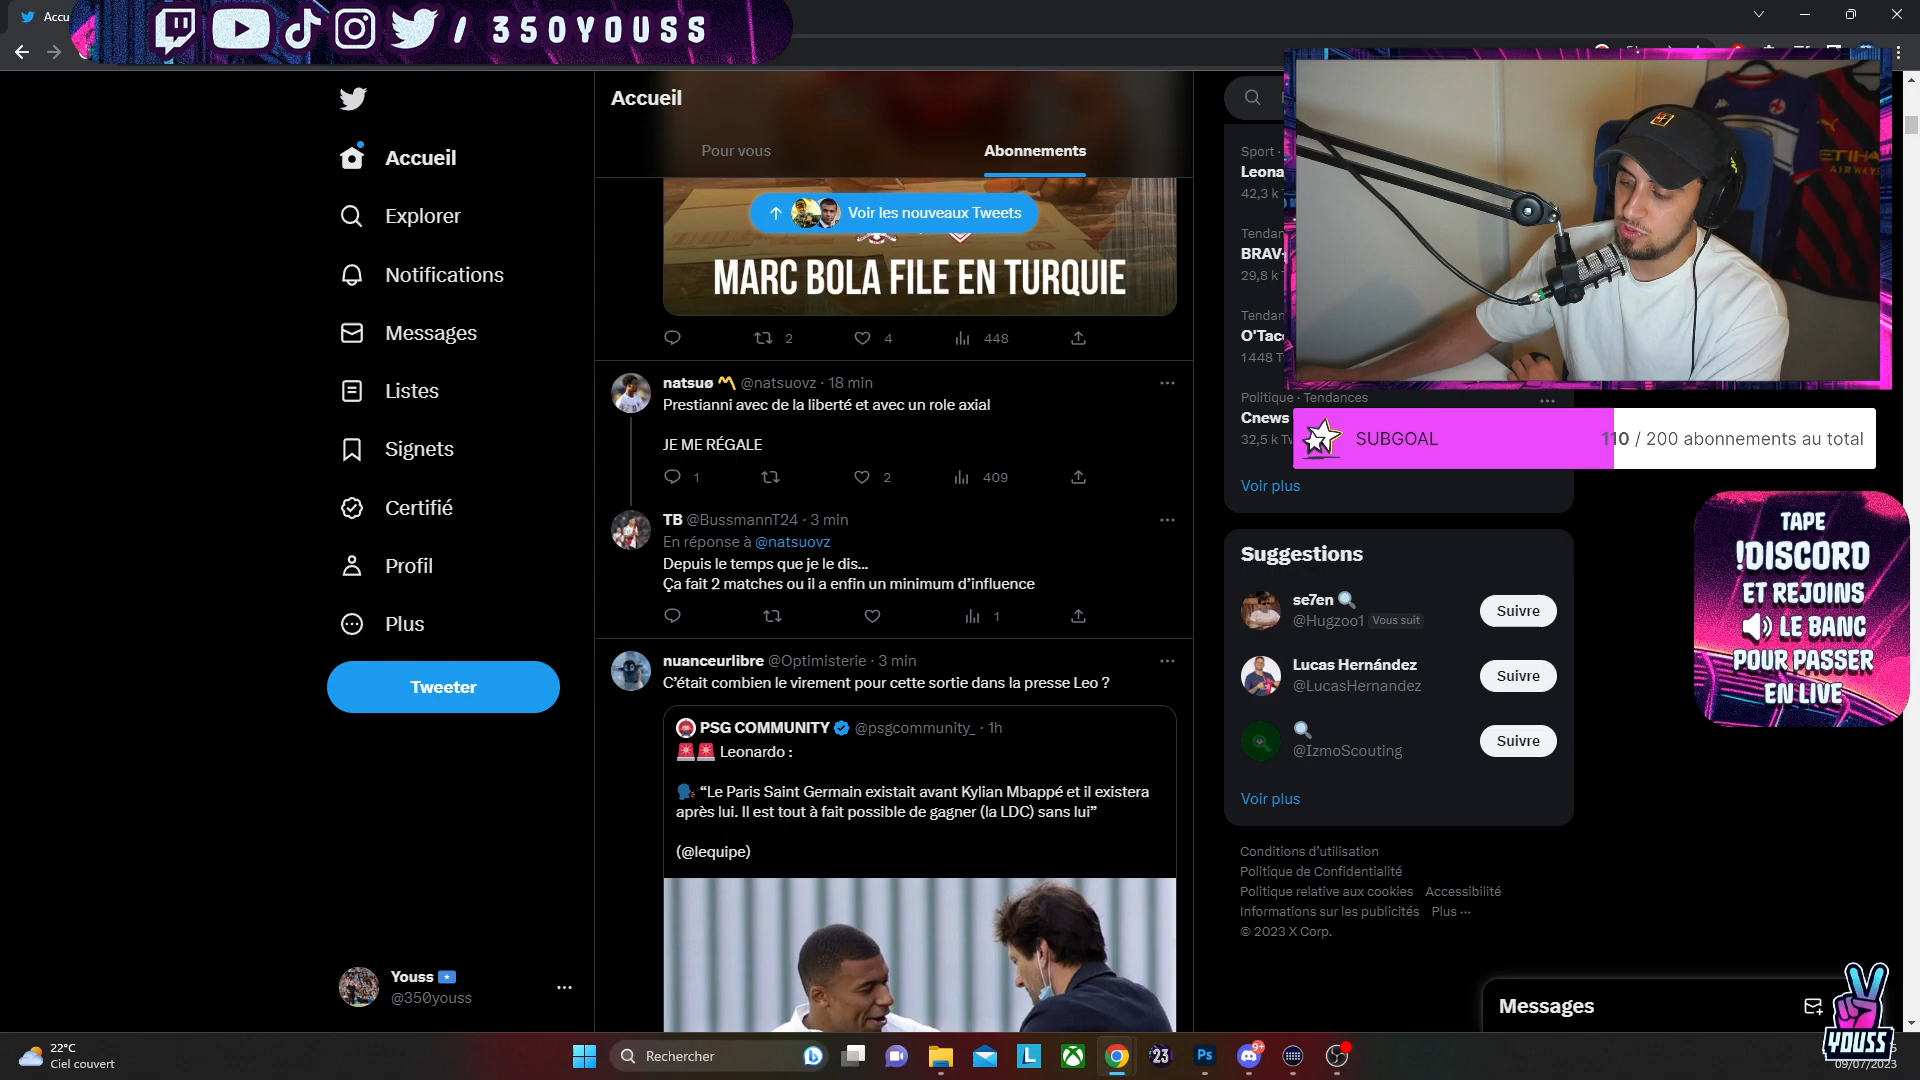 Accu
/ 350YOUSS
Accueil
Explorer
Notifications
Messages
Listes
Signets
Certifié
Profil
Plus
Tweeter
Youss
@350youss
Accueil
Pour vous
Abonnements
Voir les nouveaux Tweets
MARC BOLA FILE EN TURQUIE
2
4
448
natsuø @natsuovz · 18 min
Prestianni avec de la liberté et avec un role axial
JE ME RÉGALE
1
2
409
TB @BussmannT24 · 3 min
En réponse à @natsuovz
Depuis le temps que je le dis...
Ça fait 2 matches ou il a enfin un minimum d'influence
1
nuanceurlibre @Optimisterie · 3 min
C'était combien le virement pour cette sortie dans la presse Leo ?
PSG COMMUNITY @psgcommunity_ · 1h
Leonardo :
"Le Paris Saint Germain existait avant Kylian Mbappé et il existera
après lui. Il est tout à fait possible de gagner (la LDC) sans lui"
(@lequipe)
Sport ·
Leona
42,3 k
Tendan
BRAV-
29,8 k T
Tendan
O'Tac
1 448 T
Politique · Tendances
Cnews
32,5 k Tw
Voir plus
ETIHAD
AIRWAYS
SUBGOAL
110 / 200 abonnements au total
TAPE
!DISCORD
ET REJOINS
LE BANC
POUR PASSER
EN LIVE
Suggestions
se7en
@Hugzoo1 Vous suit
Suivre
Lucas Hernández
@LucasHernandez
Suivre
@IzmoScouting
Suivre
Voir plus
Conditions d'utilisation
Politique de Confidentialité
Politique relative aux cookies Accessibilité
Informations sur les publicités Plus ···
© 2023 X Corp.
Messages
YOUSS
22°C
Ciel couvert
Rechercher
L
23
Ps
9+
09/07/2023